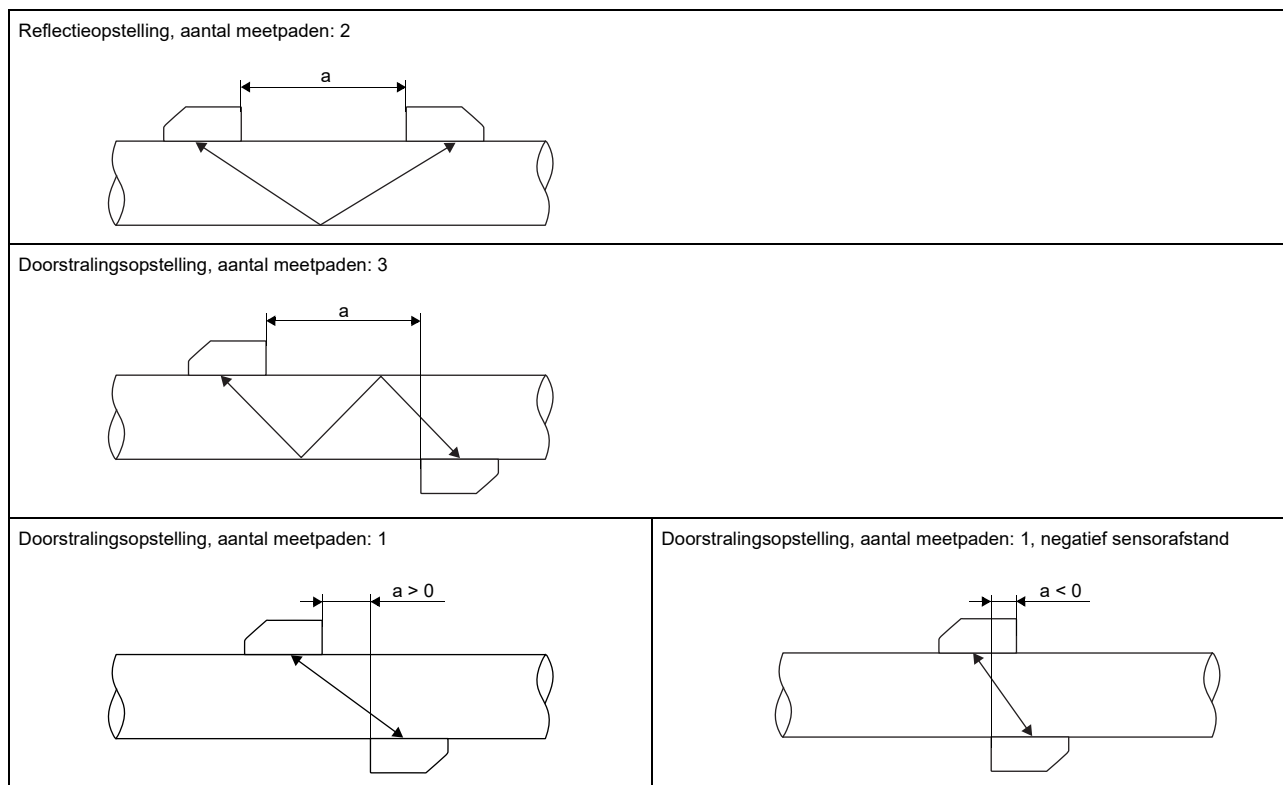 Reflectieopstelling, aantal meetpaden: 2
a
Doorstralingsopstelling, aantal meetpaden: 3
a
Doorstralingsopstelling, aantal meetpaden: 1
a > 0
Doorstralingsopstelling, aantal meetpaden: 1, negatief sensorafstand
a < 0